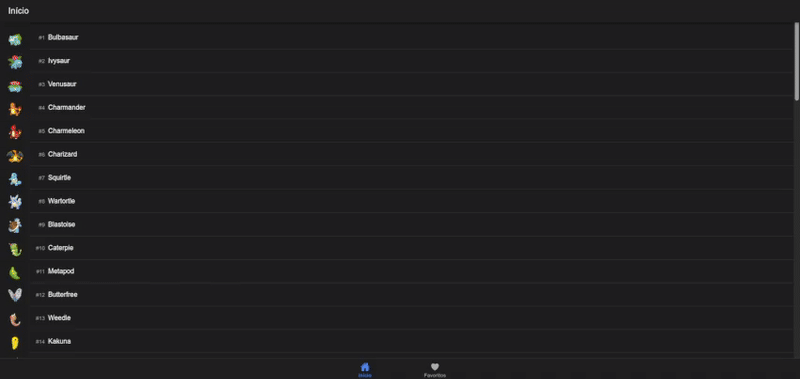 Início
#1 Bulbasaur
#2 Ivysaur
#3 Venusaur
#4 Charmander
#5 Charmeleon
#6 Charizard
#7 Squirtle
#8 Wartortle
#9 Blastoise
#10 Caterpie
#11 Metapod
#12 Butterfree
#13 Weedle
#14 Kakuna
Início Favoritos